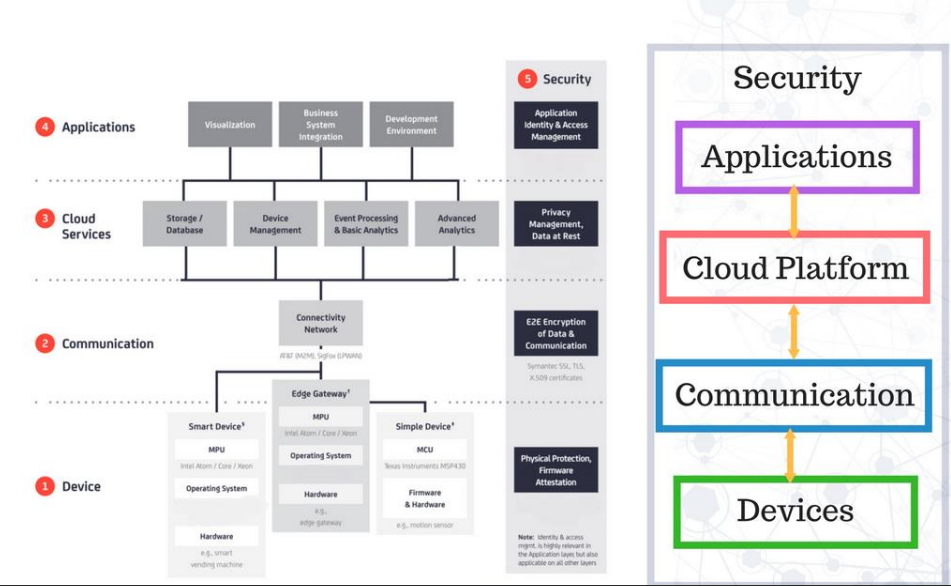 5 Security
4 Applications
Visualization
Business
System
Integration
Development
Environment
Application
Identity & Access
Management
3 Cloud
Services
Storage /
Database
Device
Management
Event Processing
& Basic Analytics
Advanced
Analytics
Privacy
Management,
Data at Rest
2 Communication
Connectivity
Network
AT&T (M2M), SigFox (LPWAN)
E2E Encryption
of Data &
Communication
Symantec SSL, TLS,
X.509 certificates
1 Device
Smart Device§
MPU
Intel Atom / Core / Xeon
Operating System
Hardware
e.g., smart
vending machine
Edge Gateway†
MPU
Intel Atom / Core / Xeon
Operating System
Hardware
e.g.,
edge gateway
Simple Device
MCU
Texas Instruments MSP430
Firmware
& Hardware
e.g., motion sensor
Physical Protection,
Firmware
Attestation
Note: Identity & access
mgmt. is highly relevant in
the Application layes but also
applicable on all other layers
Security
Applications
Cloud Platform
Communication
Devices